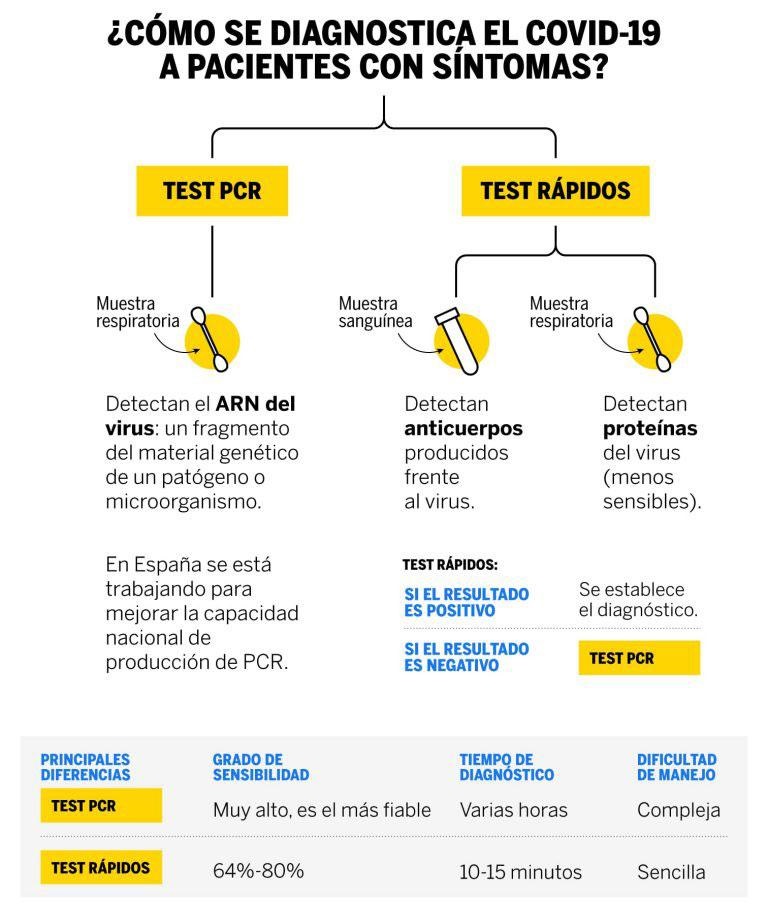 ¿CÓMO SE DIAGNOSTICA EL COVID-19
A PACIENTES CON SÍNTOMAS?
TEST PCR
TEST RÁPIDOS
Muestra
respiratoria
Muestra
sanguínea
Muestra
respiratoria
Detectan el ARN del
virus: un fragmento
del material genético
de un patógeno o
microorganismo.
Detectan
anticuerpos
producidos
frente
al virus.
Detectan
proteínas
del virus
(menos
sensibles).
En España se está
trabajando para
mejorar la capacidad
nacional de
producción de PCR.
TEST RÁPIDOS:
SI EL RESULTADO
ES POSITIVO
Se establece
el diagnóstico.
SI EL RESULTADO
ES NEGATIVO
TEST PCR
PRINCIPALES
DIFERENCIAS
GRADO DE
SENSIBILIDAD
TIEMPO DE
DIAGNÓSTICO
DIFICULTAD
DE MANEJO
TEST PCR
Muy alto, es el más fiable
Varias horas
Compleja
TEST RÁPIDOS
64%-80%
10-15 minutos
Sencilla